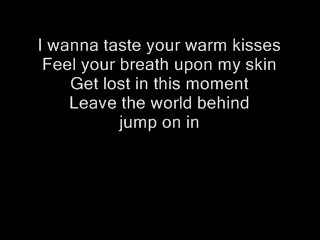 I wanna taste your warm kisses
Feel your breath upon my skin
Get lost in this moment
Leave the world behind
jump on in